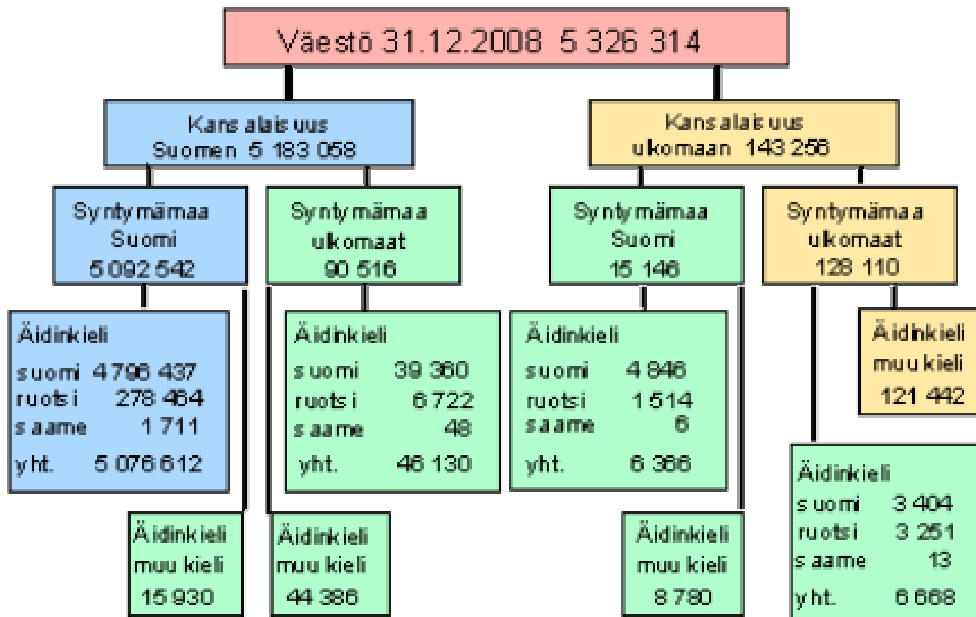 Väestö 31.12.2008 5 326 314
Kansalaisuus
Suomen 5 183 058
Kansalaisuus
ulkomaan 143 256
Syntymämaa
Suomi
5 092 542
Syntymämaa
ulkomaat
90 516
Syntymämaa
Suomi
15 146
Syntymämaa
ulkomaat
128 110
Äidinkieli
suomi 4 796 437
ruotsi 278 464
saame 1 711
yht. 5 076 612
Äidinkieli
suomi 39 360
ruotsi 6 722
saame 48
yht. 46 130
Äidinkieli
suomi 4 846
ruotsi 1 514
saame 6
yht. 6 366
Äidinkieli
muu kieli
121 442
Äidinkieli
muu kieli
15 930
Äidinkieli
muu kieli
44 386
Äidinkieli
muu kieli
8 780
Äidinkieli
suomi 3 404
ruotsi 3 251
saame 13
yht. 6 668